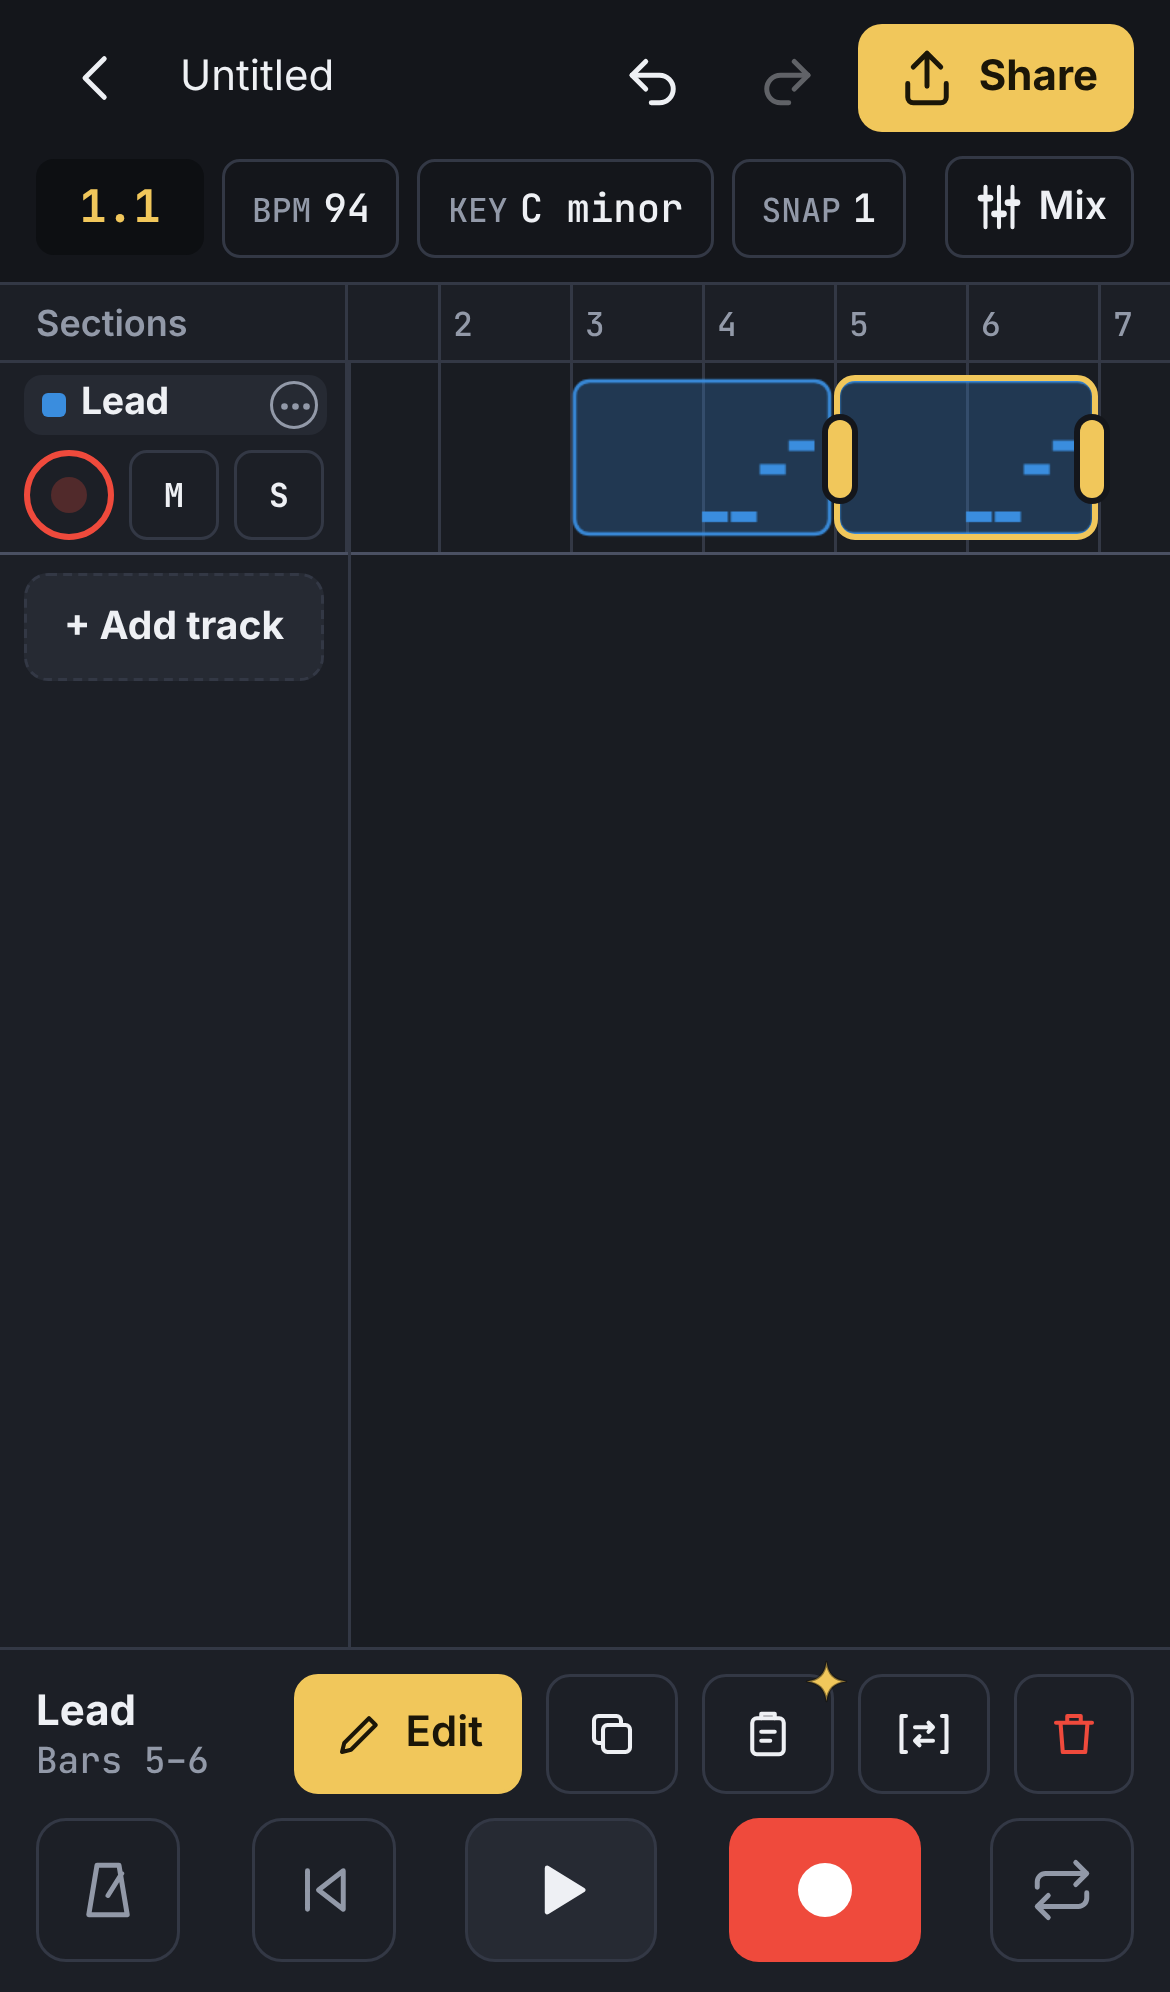 Untitled
Share
1.1
BPM 94
KEY C minor
SNAP 1
Mix
Sections
2
3
4
5
6
7
Lead
M
S
+ Add track
Lead
Edit
Bars 5–6